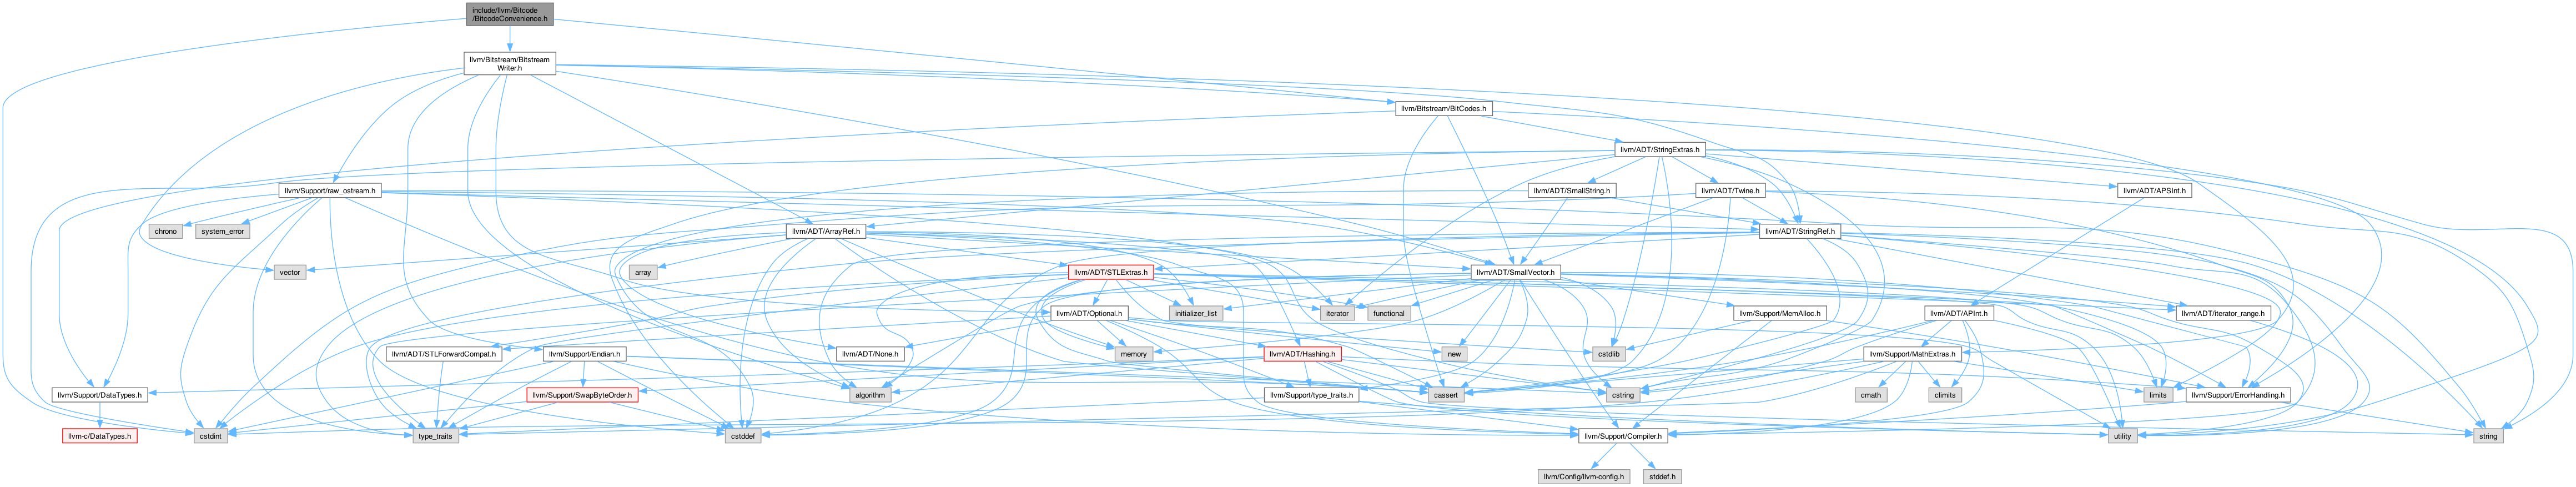 include/llvm/Bitcode
/BitcodeConvenience.h
llvm/Bitstream/Bitstream
Writer.h
llvm/Bitstream/BitCodes.h
llvm/ADT/StringExtras.h
llvm/Support/raw_ostream.h
llvm/ADT/SmallString.h
llvm/ADT/Twine.h
llvm/ADT/APSInt.h
chrono
system_error
llvm/ADT/ArrayRef.h
llvm/ADT/StringRef.h
vector
array
llvm/ADT/STLExtras.h
llvm/ADT/SmallVector.h
llvm/ADT/Optional.h
initializer_list
iterator
functional
llvm/Support/MemAlloc.h
llvm/ADT/APInt.h
llvm/ADT/iterator_range.h
llvm/ADT/STLForwardCompat.h
llvm/Support/Endian.h
llvm/ADT/None.h
memory
llvm/ADT/Hashing.h
new
cstdlib
llvm/Support/MathExtras.h
llvm/Support/DataTypes.h
llvm/Support/SwapByteOrder.h
algorithm
llvm/Support/type_traits.h
cassert
cstring
cmath
climits
limits
llvm/Support/ErrorHandling.h
llvm-c/DataTypes.h
cstdint
type_traits
cstddef
llvm/Support/Compiler.h
utility
string
llvm/Config/llvm-config.h
stddef.h